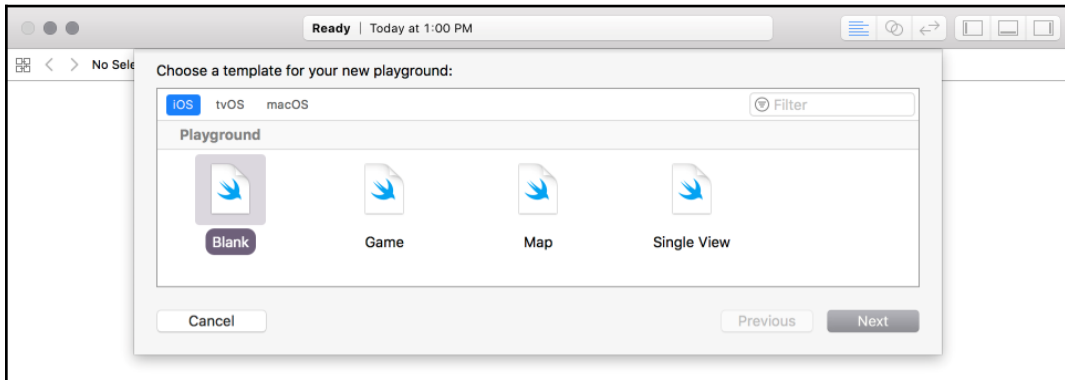 Ready | Today at 1:00 PM
No Sele
Choose a template for your new playground:
iOS tvOS macOS Filter
Playground
Blank Game Map Single View
Cancel Previous Next